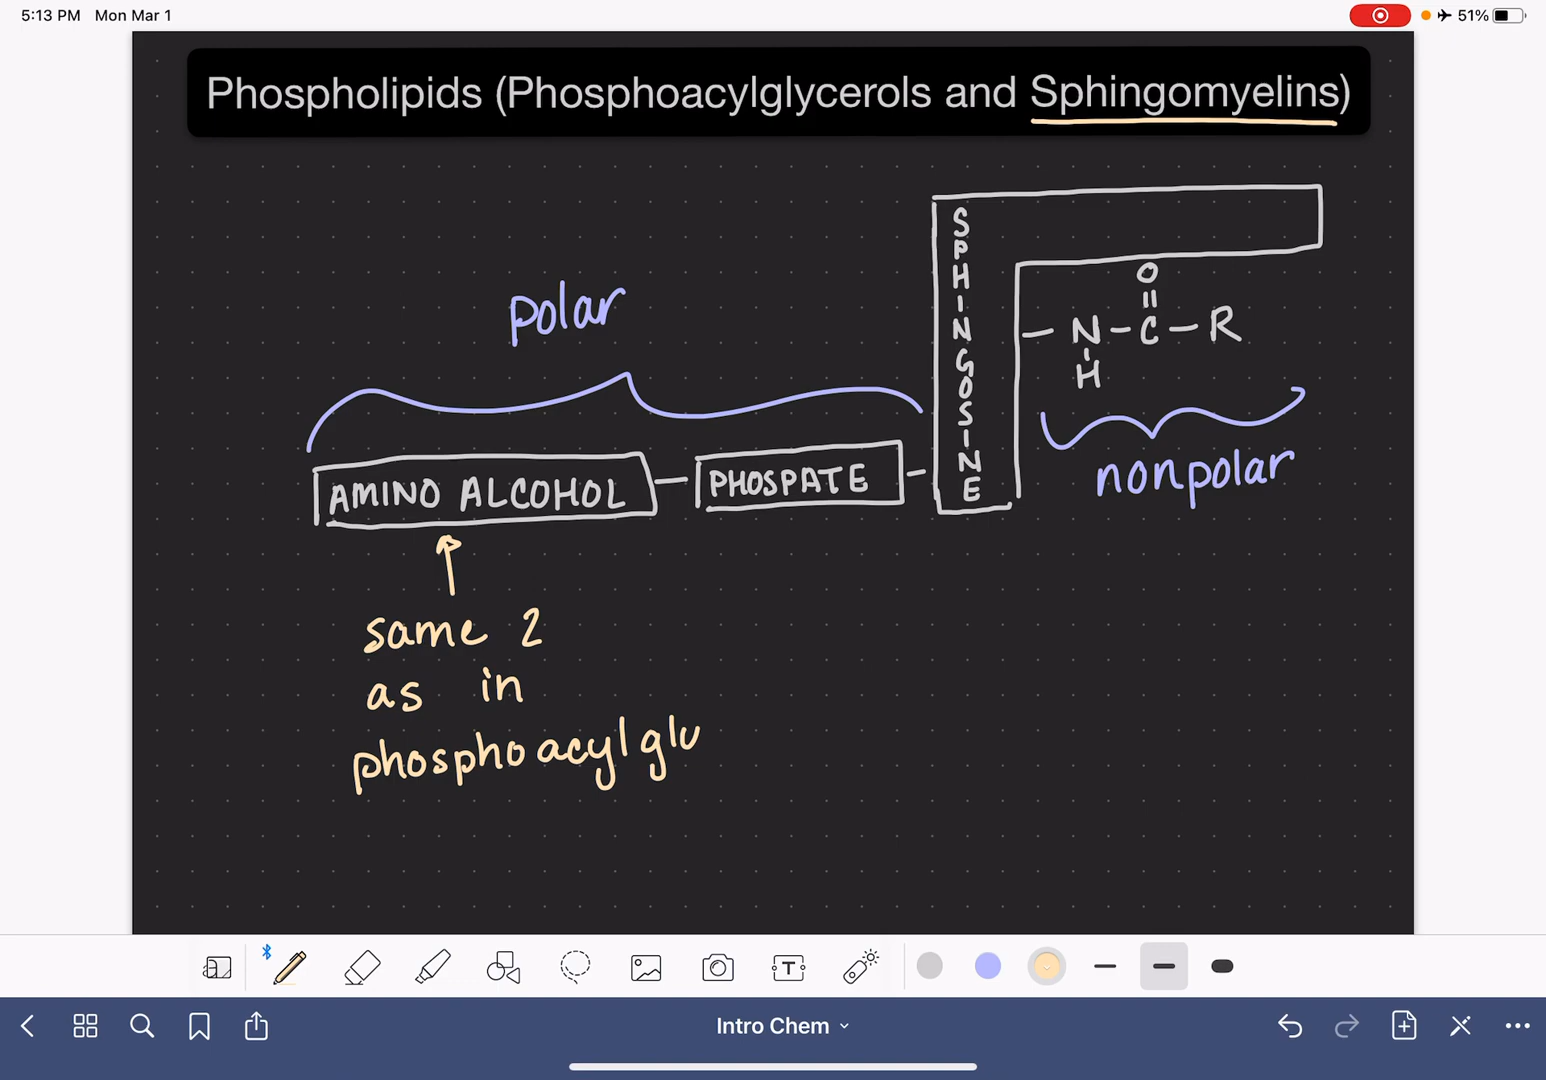 5:13 PM Mon Mar 1
51%
Phospholipids (Phosphoacylglycerols and Sphingomyelins)
polar
SPHINGOSINE
O
N-C-R
H
nonpolar
AMINO ALCOHOL
PHOSPATE
same 2
as in
phosphoacylglu
Intro Chem